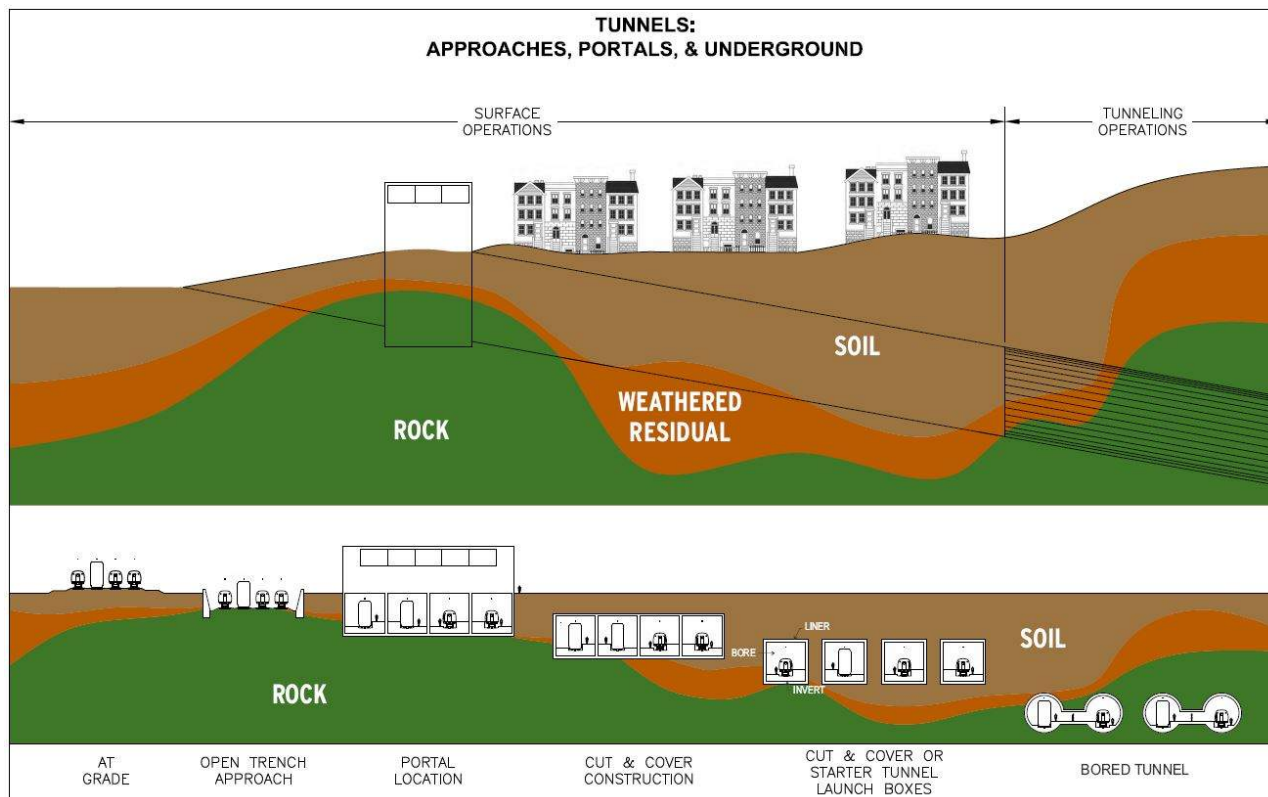 TUNNELS:
APPROACHES, PORTALS, & UNDERGROUND
SURFACE
OPERATIONS
TUNNELING
OPERATIONS
SOIL
WEATHERED
RESIDUAL
ROCK
LINER
BORE
INVERT
SOIL
ROCK
AT
GRADE
OPEN TRENCH
APPROACH
PORTAL
LOCATION
CUT & COVER
CONSTRUCTION
CUT & COVER OR
STARTER TUNNEL
LAUNCH BOXES
BORED TUNNEL